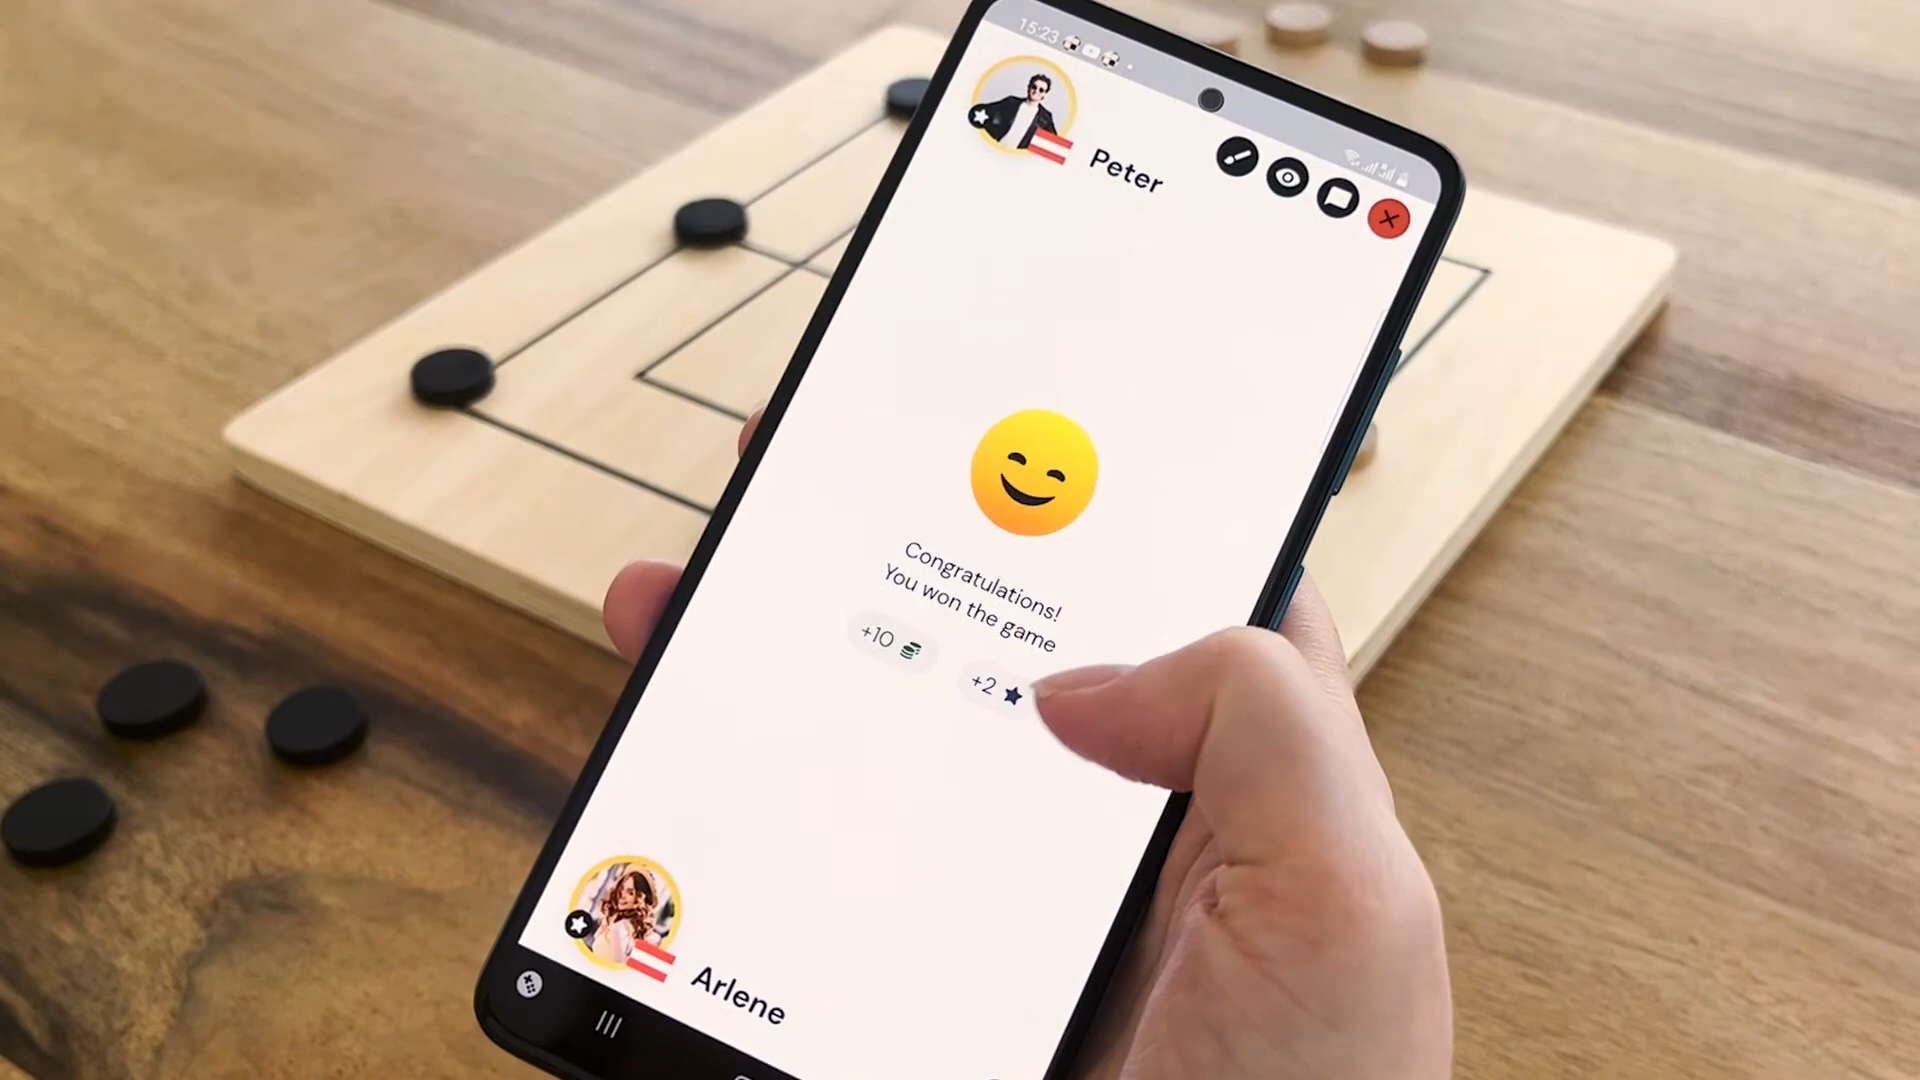 15:23
Peter
Congratulations!
You won the game
+10
+2
Arlene